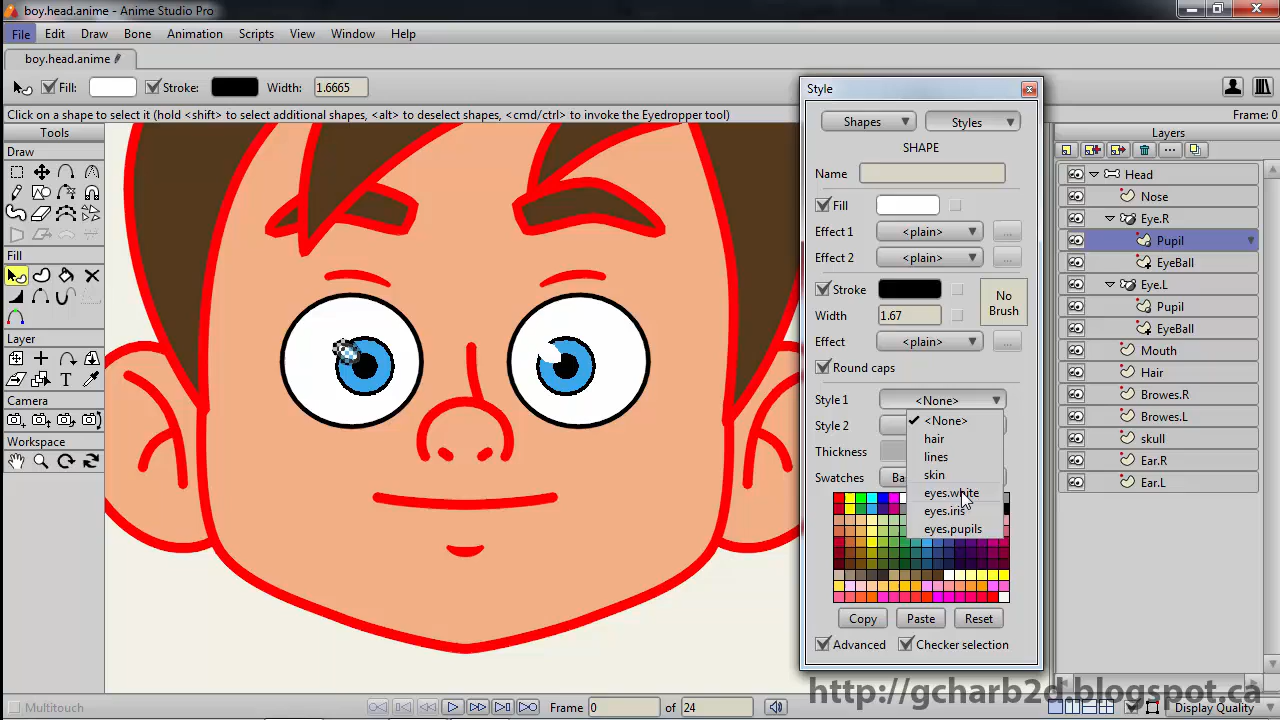 boy.head.anime - Anime Studio Pro
File Edit Draw Bone Animation Scripts View Window Help
boy.head.anime
Fill: Stroke: Width: 1.6665
Click on a shape to select it (hold <shift> to select additional shapes, <alt> to deselect shapes, <cmd/ctrl> to invoke the Eyedropper tool)
Frame: 0
Tools
Draw
Fill
Layer
Camera
Workspace
Style
Shapes Styles
SHAPE
Name
Fill
Effect 1 <plain> ...
Effect 2 <plain> ...
Stroke
No Brush
Width 1.67
Effect <plain> ...
Round caps
Style 1 <None>
Style 2
Thickness
Swatches Ba
<None>
hair
lines
skin
eyes.white
eyes.iris
eyes.pupils
Copy Paste Reset
Advanced Checker selection
Layers
Head
Nose
Eye.R
Pupil
EyeBall
Eye.L
Pupil
EyeBall
Mouth
Hair
Browes.R
Browes.L
skull
Ear.R
Ear.L
http://gcharb2d.blogspot.ca
Multitouch
Frame 0 of 24
Display Quality